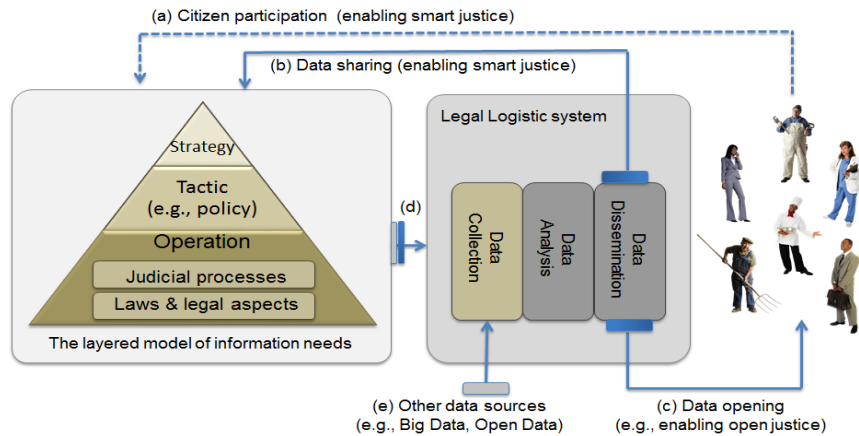 (a) Citizen participation (enabling smart justice)
(b) Data sharing (enabling smart justice)
Strategy
Tactic
(e.g., policy)
Operation
Judicial processes
Laws & legal aspects
The layered model of information needs
(d)
Legal Logistic system
Data
Collection
Data
Analysis
Data
Dissemination
(e) Other data sources
(e.g., Big Data, Open Data)
(c) Data opening
(e.g., enabling open justice)